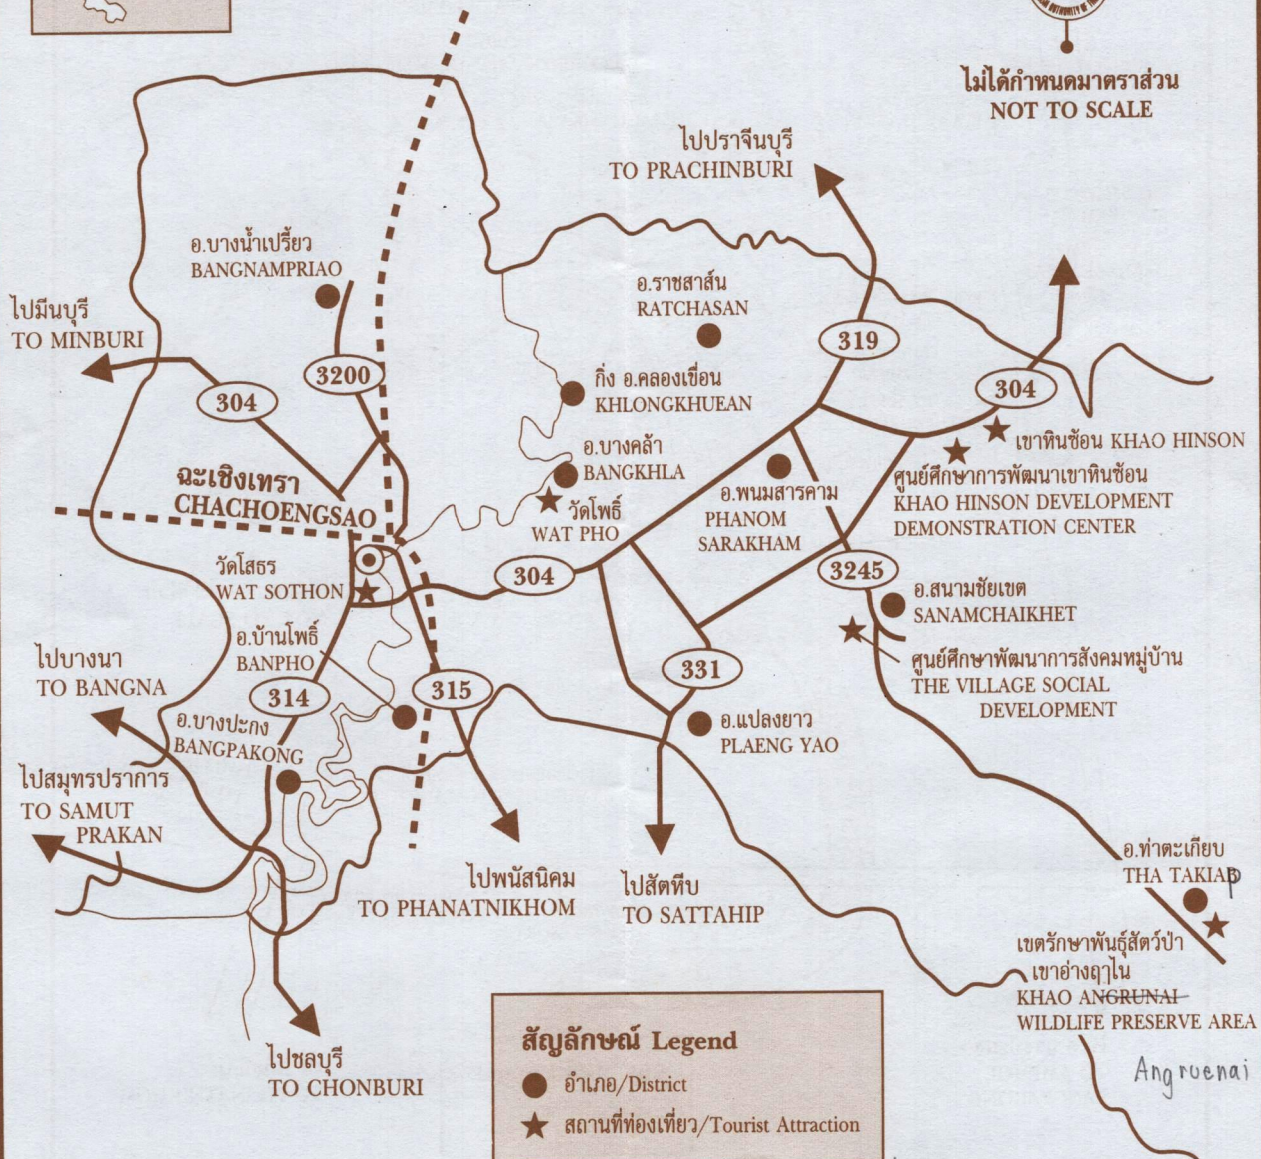 AUTHORITY OF
ไม่ได้กำหนดมาตราส่วน
NOT TO SCALE
ไปปราจีนบุรี
TO PRACHINBURI
อ.บางน้ำเปรี้ยว
BANGNAMPRIAO
อ.ราชสาส์น
RATCHASAN
ไปมีนบุรี
TO MINBURI
319
3200
กิ่ง อ.คลองเขื่อน
KHLONGKHUEAN
304
304
เขาหินซ้อน KHAO HINSON
อ.บางคล้า
BANGKHLA
ฉะเชิงเทรา
CHACHOENGSAO
ศูนย์ศึกษาการพัฒนาเขาหินซ้อน
KHAO HINSON DEVELOPMENT
DEMONSTRATION CENTER
อ.พนมสารคาม
PHANOM
SARAKHAM
วัดโพธิ์
WAT PHO
วัดโสธร
WAT SOTHON
304
3245
อ.สนามชัยเขต
SANAMCHAIKHET
อ.บ้านโพธิ์
BANPHO
ไปบางนา
TO BANGNA
ศูนย์ศึกษาพัฒนาการสังคมหมู่บ้าน
THE VILLAGE SOCIAL
DEVELOPMENT
331
314
315
อ.บางปะกง
BANGPAKONG
อ.แปลงยาว
PLAENG YAO
ไปสมุทรปราการ
TO SAMUT
PRAKAN
อ.ท่าตะเกียบ
THA TAKIAP
ไปพนัสนิคม
TO PHANATNIKHOM
ไปสัตหีบ
TO SATTAHIP
เขตรักษาพันธุ์สัตว์ป่า
เขาอ่างฤๅไน
KHAO ANGRUNAI
WILDLIFE PRESERVE AREA
Angruenai
ไปชลบุรี
TO CHONBURI
สัญลักษณ์ Legend
อำเภอ/District
สถานที่ท่องเที่ยว/Tourist Attraction